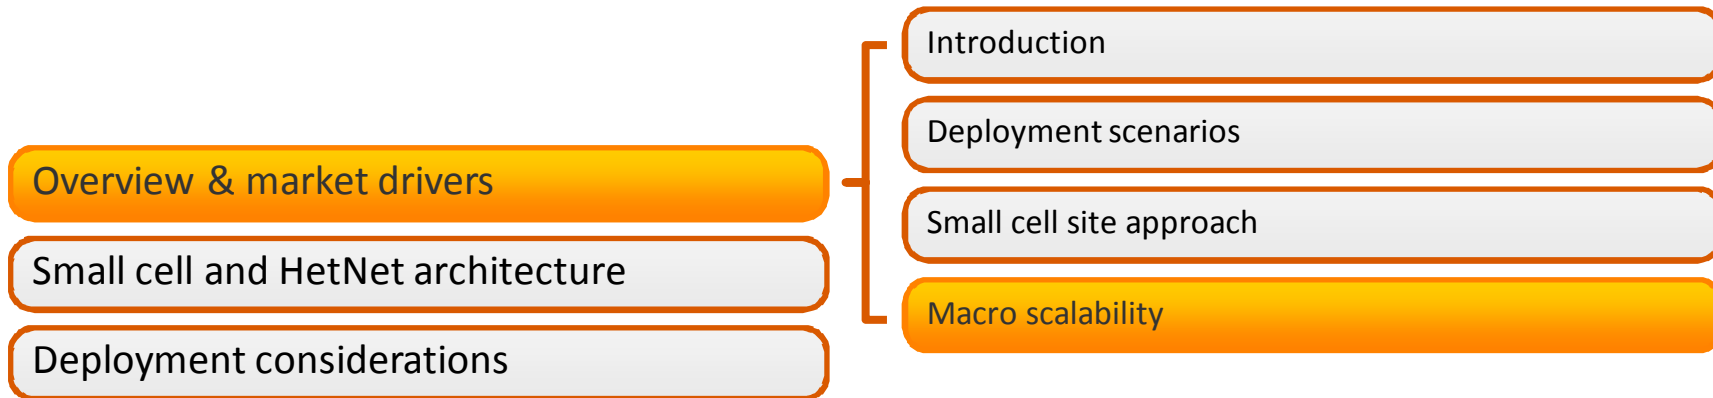 Overview & market drivers
Small cell and HetNet architecture
Deployment considerations
Introduction
Deployment scenarios
Small cell site approach
Macro scalability